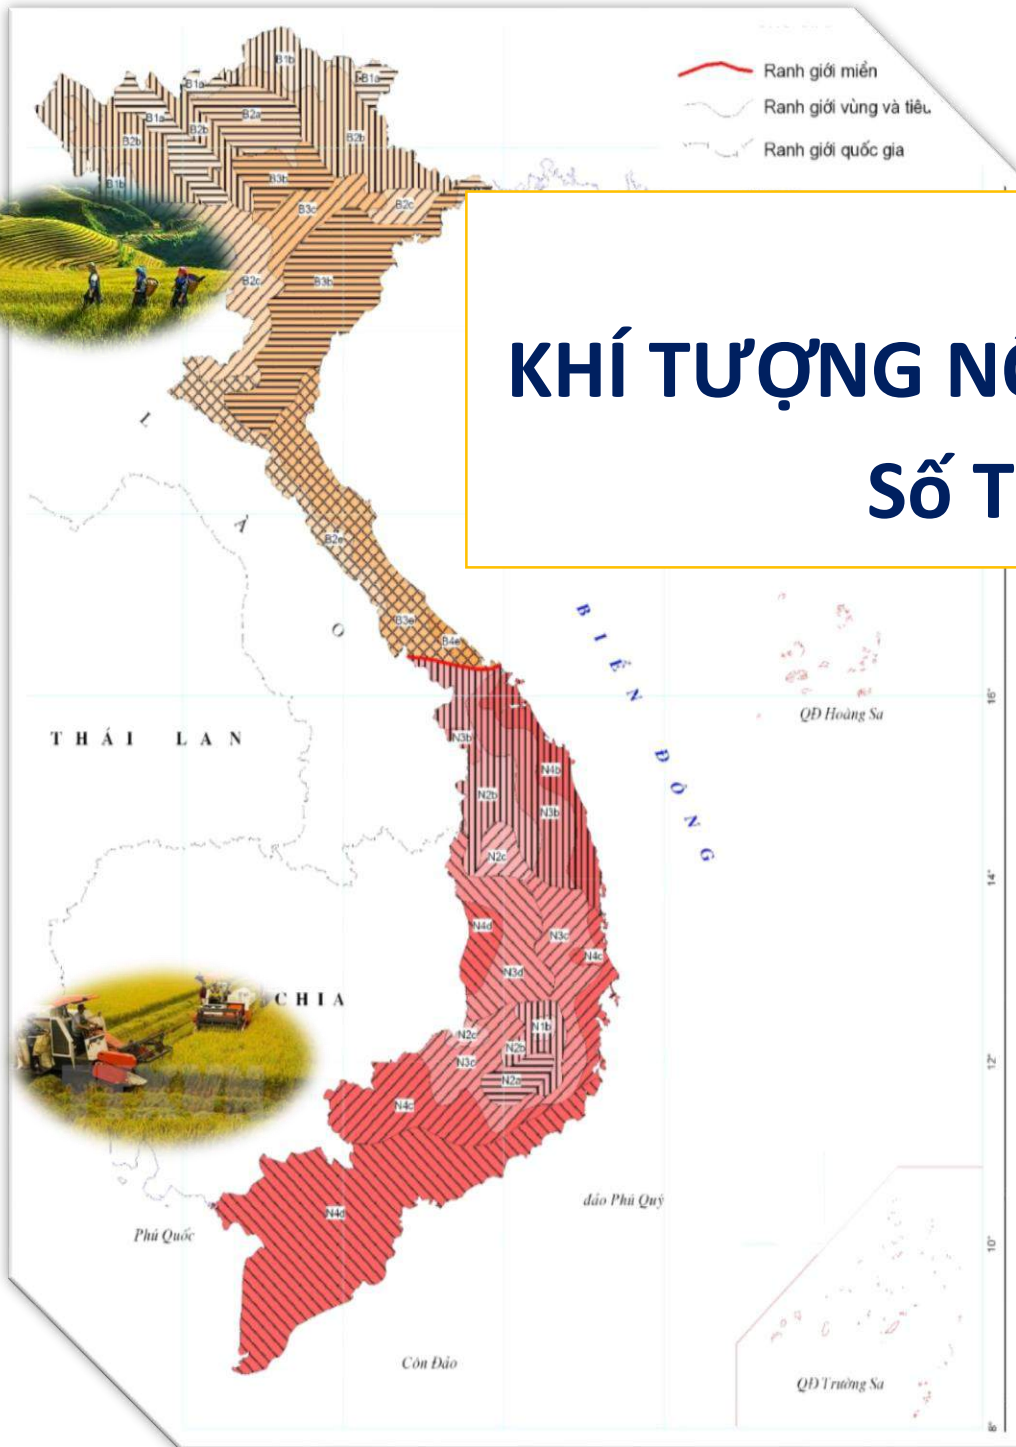 Ranh giới miền
Ranh giới vùng và tiêu
Ranh giới quốc gia
KHÍ TƯỢNG NÔ
Số T
B1b
B1a
B1a
B1a
B2a
B2b
B2b
B2b
B1b
B3b
B3c
B2c
B2c
B3b
L
À
O
B2e
B3e
B4e
BIỂN ĐÔNG
16°
QĐ Hoàng Sa
THÁI LAN
N3b
N4b
N2b
N3b
N2c
14°
N4d
N3c
N4c
N3d
CHIA
N1b
N2c
N2b
N3c
N2a
12°
N4c
đảo Phú Quý
N4d
Phú Quốc
10°
Côn Đảo
QĐ Trường Sa
8°